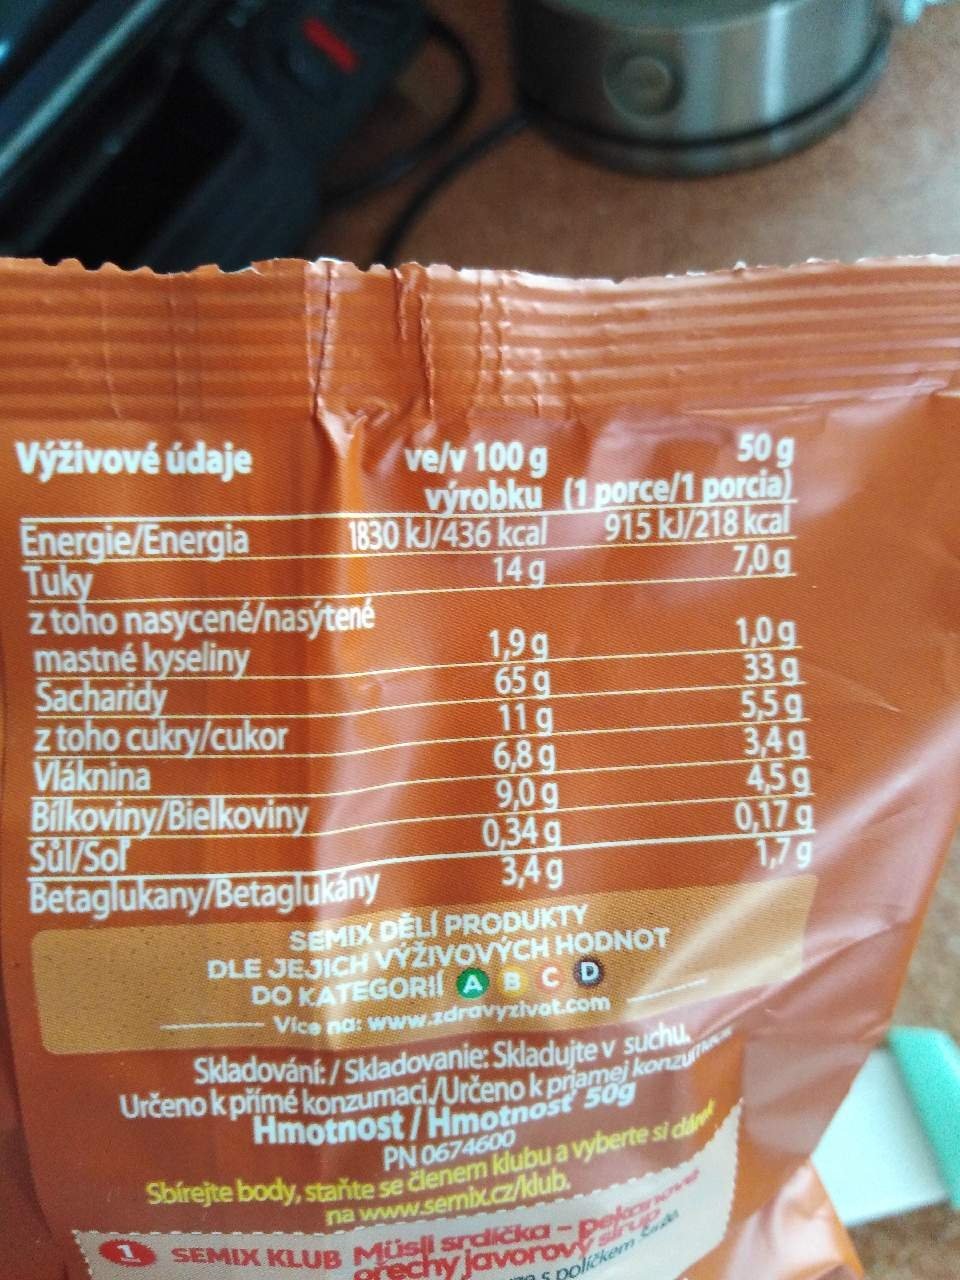 Výživové údaje ve/v 100 g 50 g
výrobku (1 porce/1 porcia)
Energie/Energia 1830 kJ/436 kcal 915 kJ/218 kcal
Tuky 14 g 7,0 g
z toho nasycené/nasýtené
mastné kyseliny 1,9 g 1,0 g
Sacharidy 65 g 33 g
z toho cukry/cukor 11 g 5,5 g
Vláknina 6,8 g 3,4 g
Bílkoviny/Bielkoviny 9,0 g 4,5 g
Sůl/Soľ 0,34 g 0,17 g
Betaglukany/Betaglukány 3,4 g 1,7 g
SEMIX DĚLÍ PRODUKTY
DLE JEJICH VÝŽIVOVÝCH HODNOT
DO KATEGORIÍ A B C D
Více na: www.zdravyzivot.com
Skladování: / Skladovanie: Skladujte v suchu.
Určeno k přímé konzumaci./Určeno k priamej
Hmotnost / Hmotnosť 50g
PN 0674600
Sbírejte body, staňte se členem klubu a vyberte si dárek
na www.semix.cz/klub.
1 SEMIX KLUB Müsli srdíčka – pekanové
ořechy javorový sirup
s políčkem